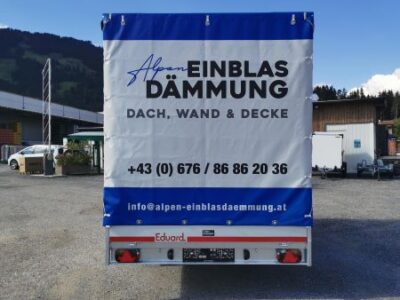 Alpen EINBLAS
DÄMMUNG
DACH, WAND & DECKE
+43 (0) 676 / 86 86 20 36
info@alpen-einblasdaemmung.at
Eduard